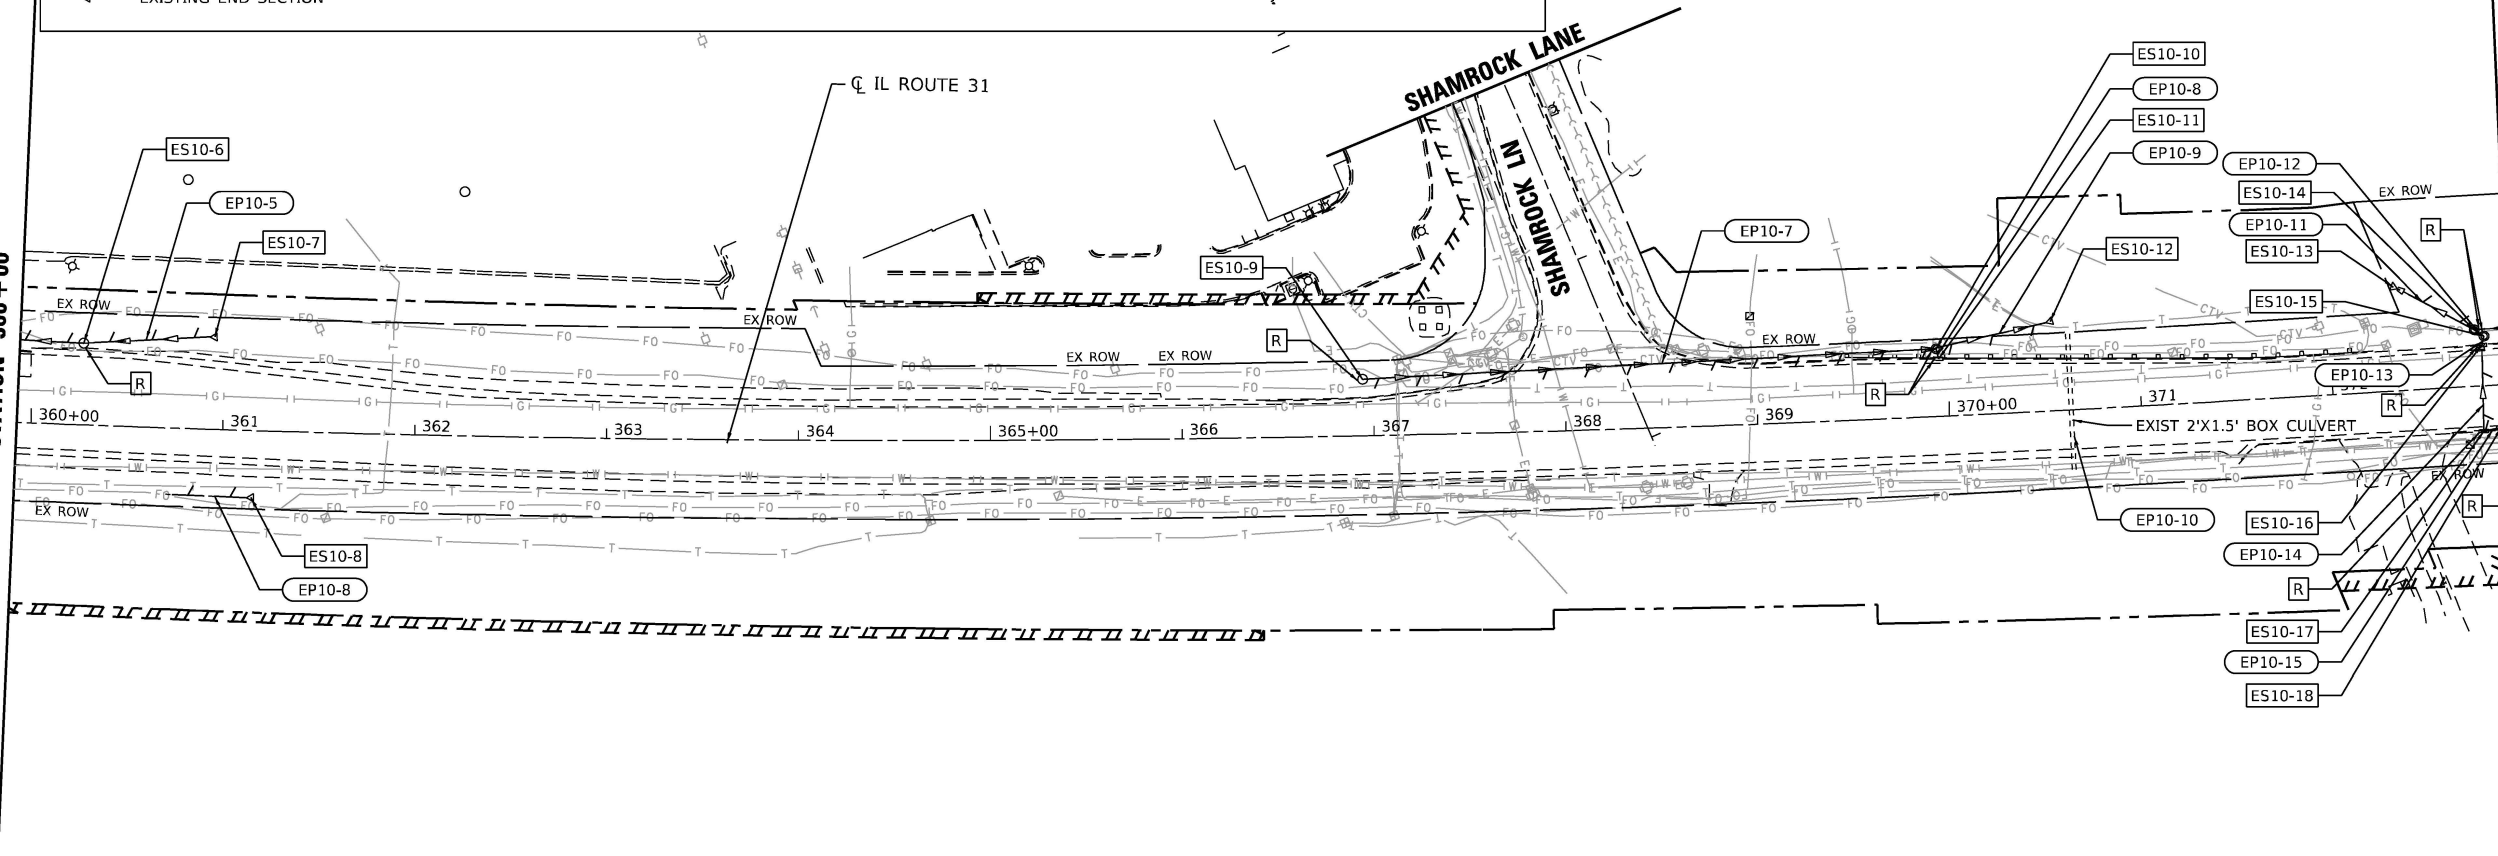 EXISTING END SECTION
SHAMROCK LANE
℄ IL ROUTE 31
SHAMROCK LN
ES10-6
EP10-5
ES10-7
R
EX ROW
EX ROW
EX ROW
EX ROW
ES10-9
R
EP10-7
EX ROW
ES10-10
EP10-8
ES10-11
EP10-9
ES10-12
R
EP10-12
ES10-14
EP10-11
ES10-13
ES10-15
EX ROW
R
EP10-13
R
360+00
361
362
363
364
365+00
366
367
368
369
370+00
371
EXIST 2'X1.5' BOX CULVERT
EX ROW
ES10-8
EP10-8
EP10-10
EX ROW
R
ES10-16
EP10-14
R
ES10-17
EP10-15
ES10-18